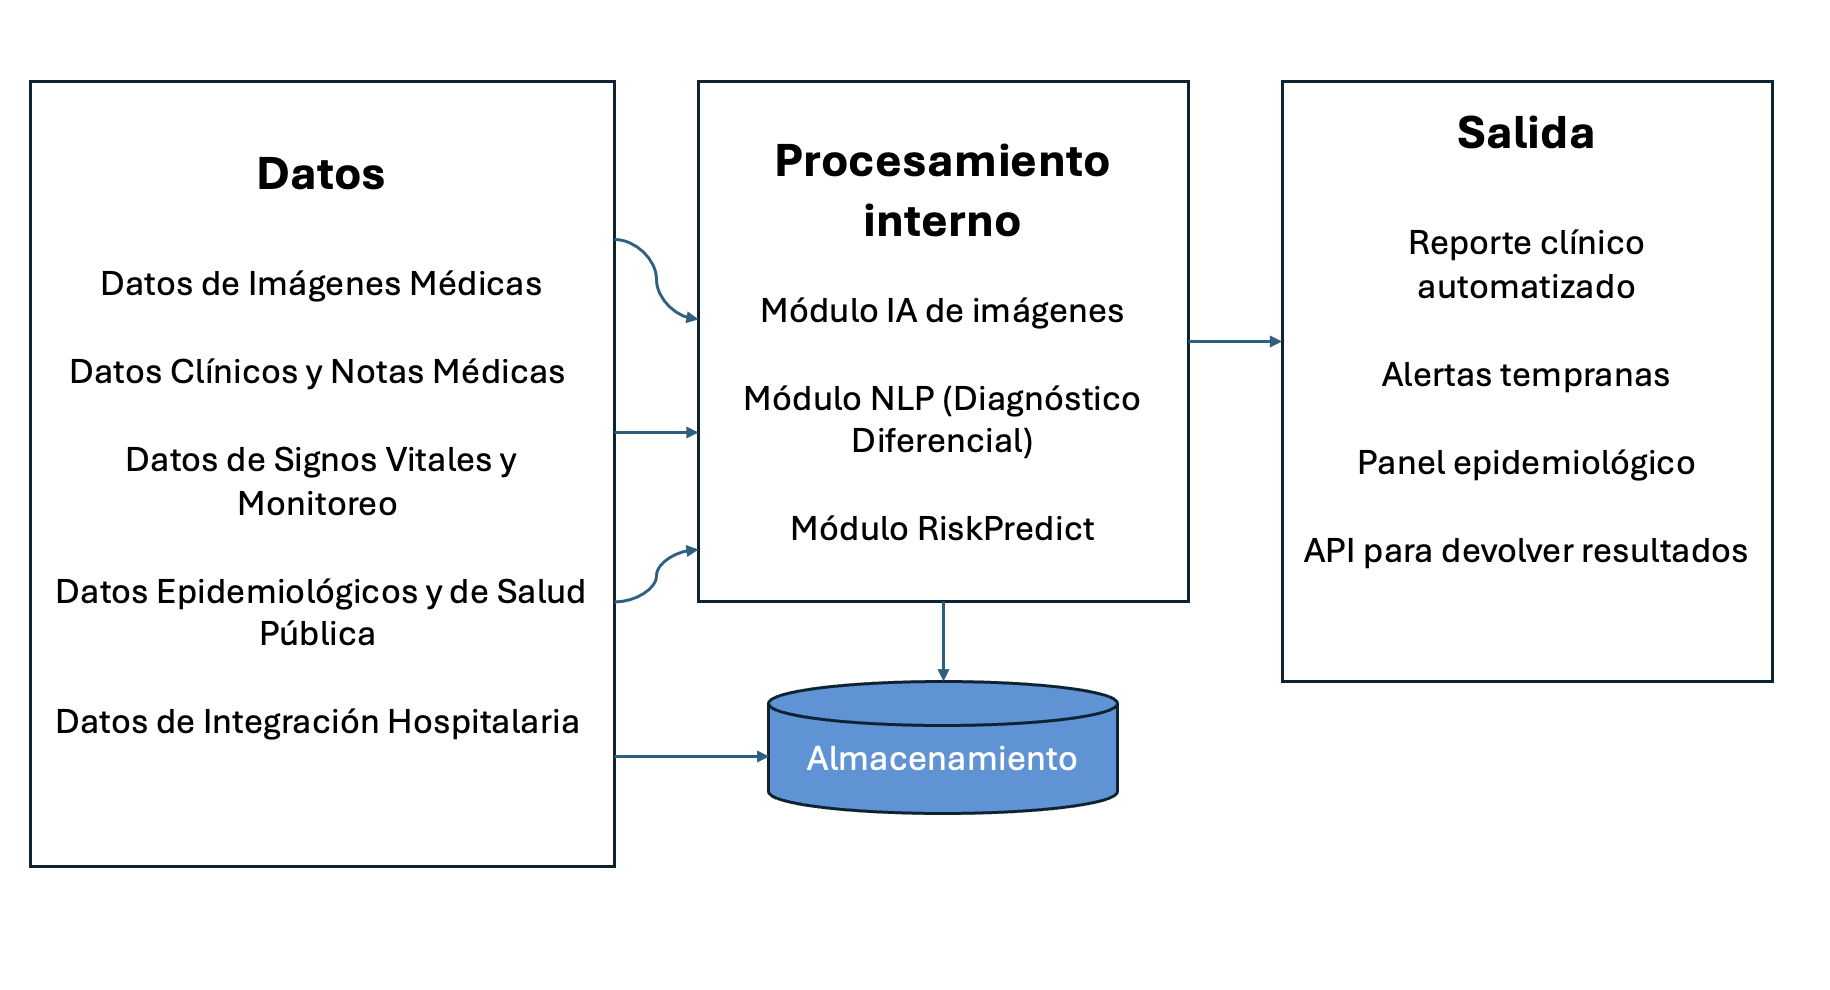 Datos
Datos de Imágenes Médicas
Datos Clínicos y Notas Médicas
Datos de Signos Vitales y
Monitoreo
Datos Epidemiológicos y de Salud
Pública
Datos de Integración Hospitalaria
Procesamiento
interno
Módulo IA de imágenes
Módulo NLP (Diagnóstico
Diferencial)
Módulo RiskPredict
Almacenamiento
Salida
Reporte clínico
automatizado
Alertas tempranas
Panel epidemiológico
API para devolver resultados